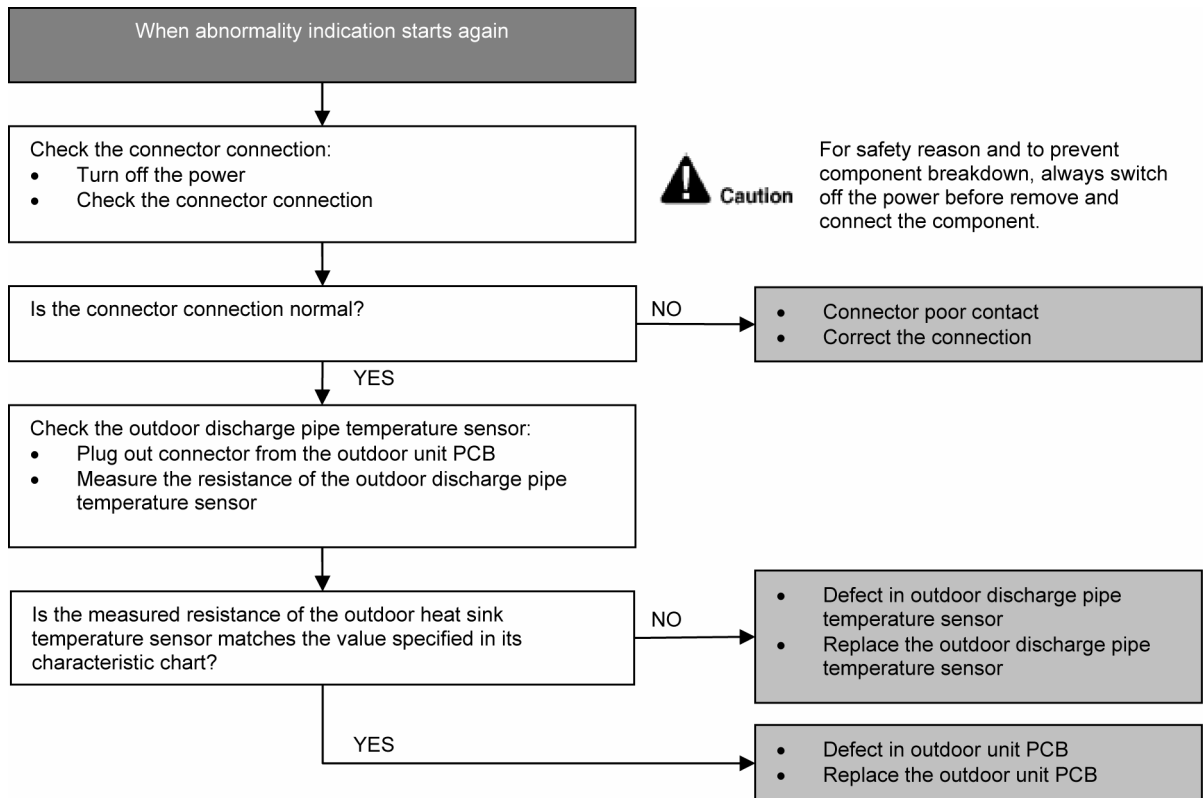 When abnormality indication starts again
Check the connector connection:
• Turn off the power
• Check the connector connection
Caution
For safety reason and to prevent
component breakdown, always switch
off the power before remove and
connect the component.
Is the connector connection normal?
NO
• Connector poor contact
• Correct the connection
YES
Check the outdoor discharge pipe temperature sensor:
• Plug out connector from the outdoor unit PCB
• Measure the resistance of the outdoor discharge pipe
temperature sensor
Is the measured resistance of the outdoor heat sink
temperature sensor matches the value specified in its
characteristic chart?
NO
• Defect in outdoor discharge pipe
temperature sensor
• Replace the outdoor discharge pipe
temperature sensor
YES
• Defect in outdoor unit PCB
• Replace the outdoor unit PCB